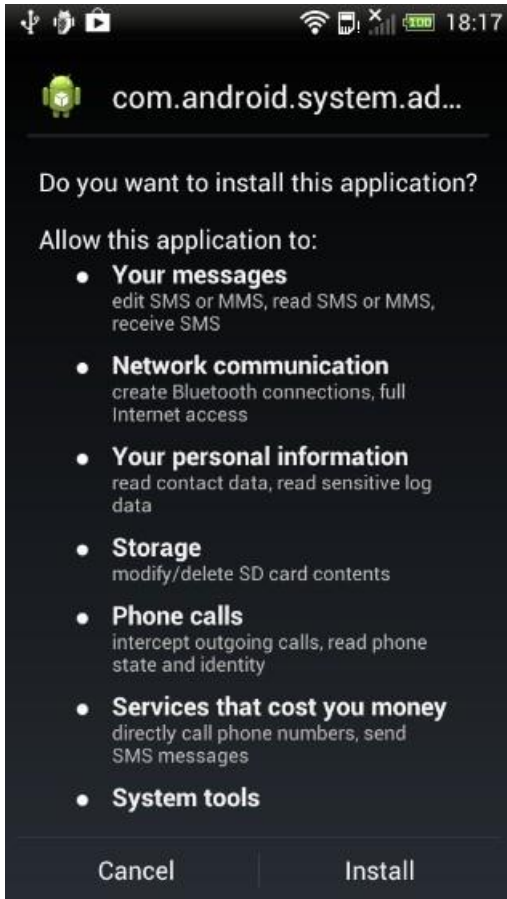 100 18:17
com.android.system.ad...
Do you want to install this application?
Allow this application to:
Your messages
edit SMS or MMS, read SMS or MMS,
receive SMS
Network communication
create Bluetooth connections, full
Internet access
Your personal information
read contact data, read sensitive log
data
Storage
modify/delete SD card contents
Phone calls
intercept outgoing calls, read phone
state and identity
Services that cost you money
directly call phone numbers, send
SMS messages
System tools
Cancel Install